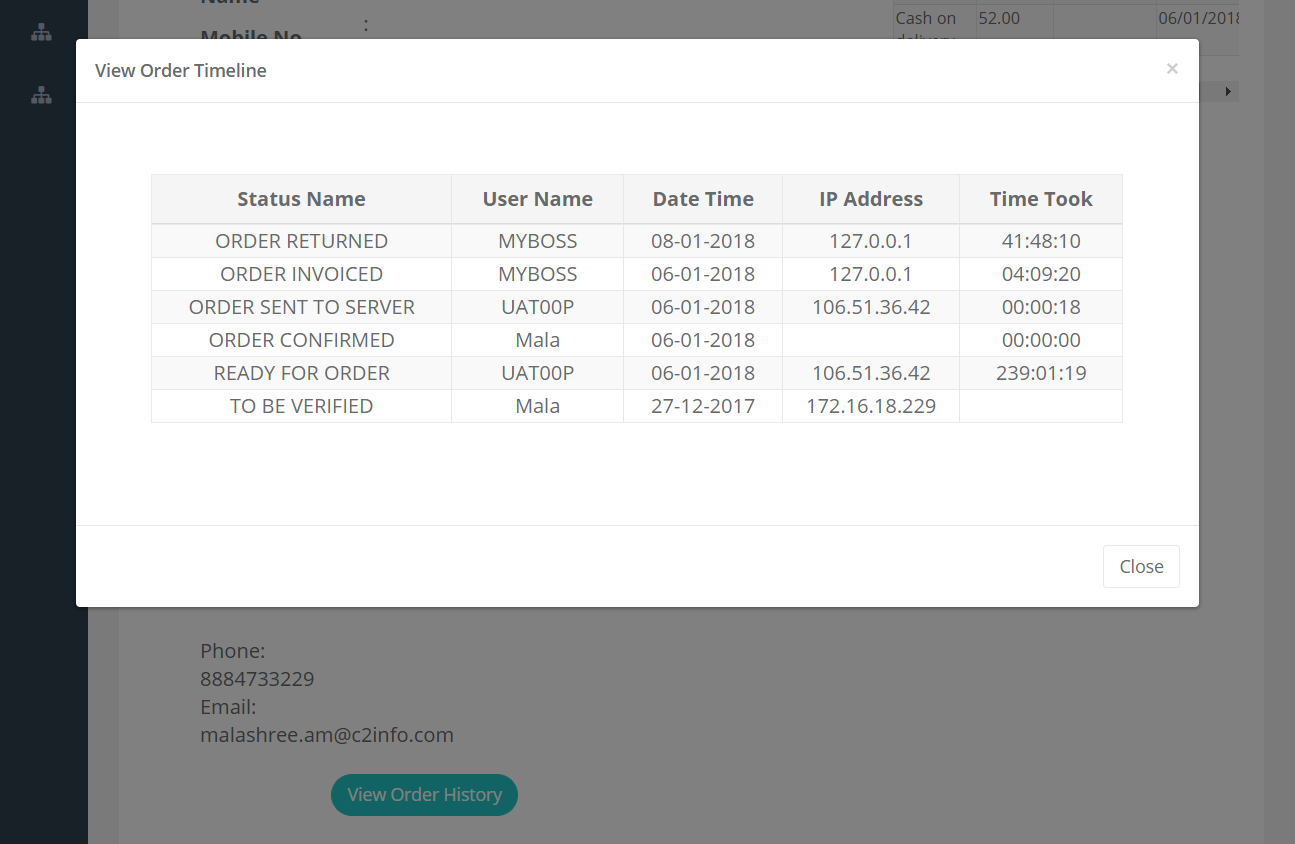 Name
:
Mobile No
Cash on 52.00 06/01/2018
delivery
View Order Timeline ×
Status Name User Name Date Time IP Address Time Took
ORDER RETURNED MYBOSS 08-01-2018 127.0.0.1 41:48:10
ORDER INVOICED MYBOSS 06-01-2018 127.0.0.1 04:09:20
ORDER SENT TO SERVER UAT00P 06-01-2018 106.51.36.42 00:00:18
ORDER CONFIRMED Mala 06-01-2018 00:00:00
READY FOR ORDER UAT00P 06-01-2018 106.51.36.42 239:01:19
TO BE VERIFIED Mala 27-12-2017 172.16.18.229
Close
Phone:
8884733229
Email:
malashree.am@c2info.com
View Order History